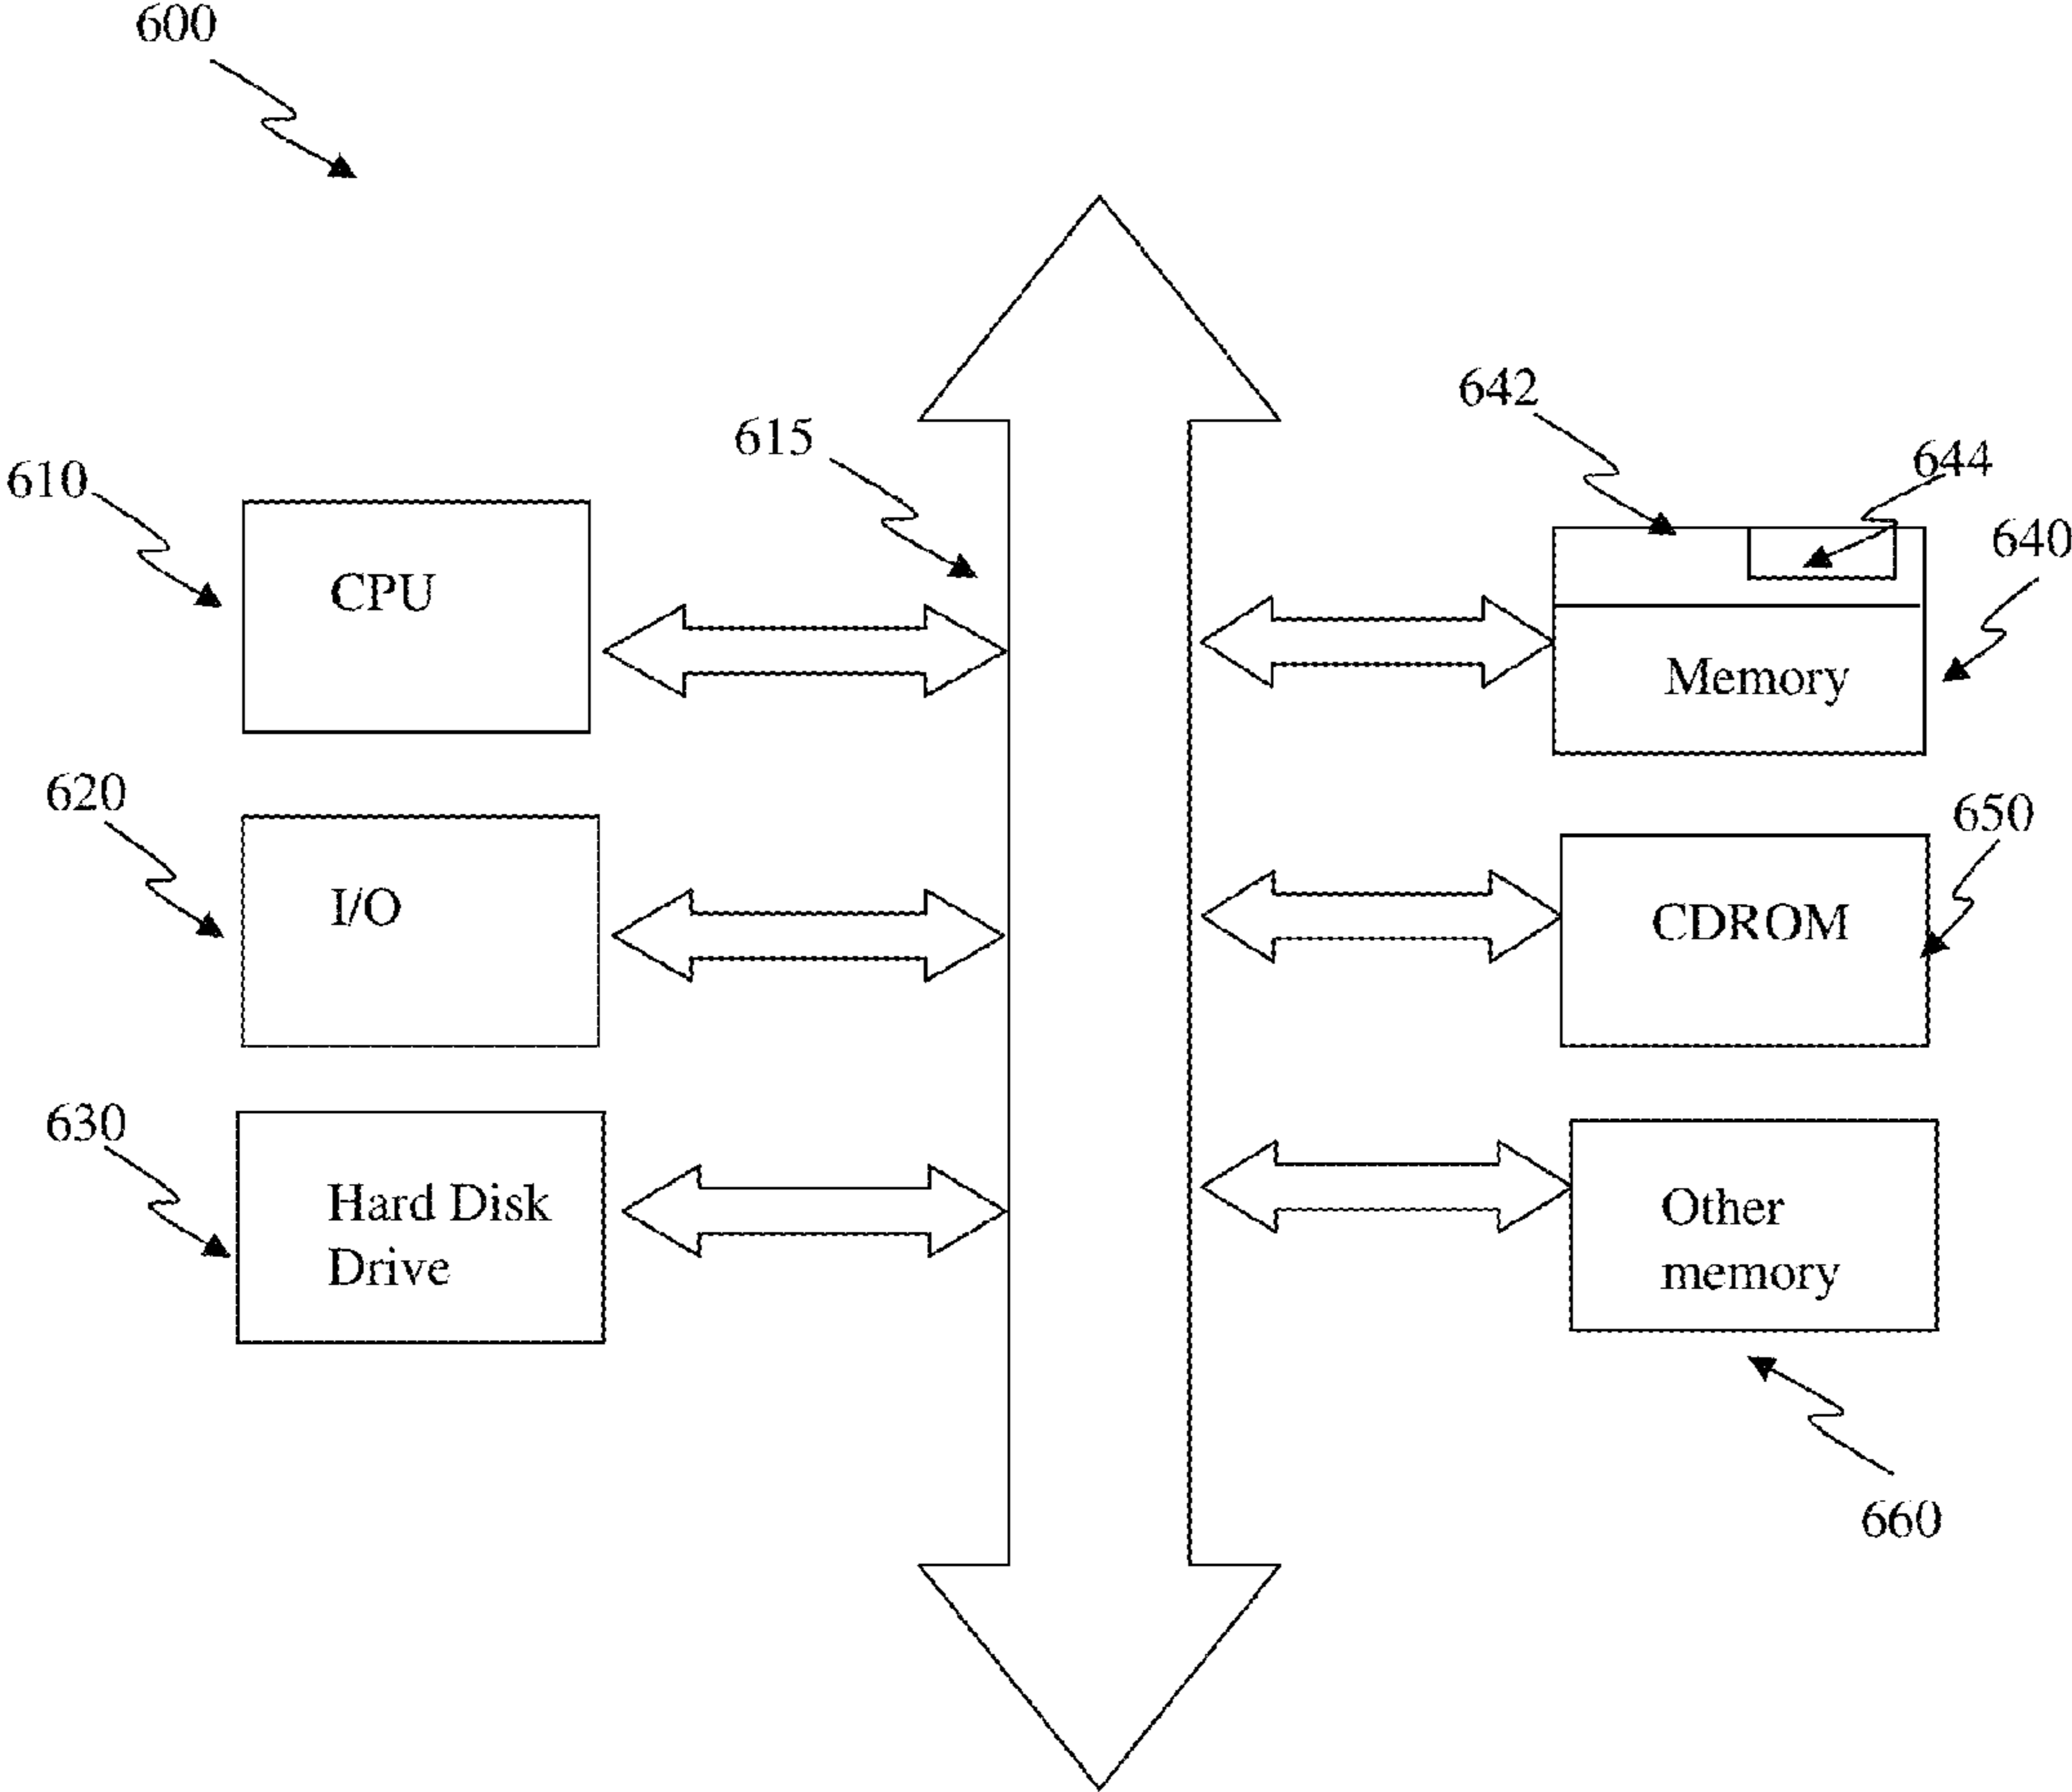 600
642
615
644
610
640
CPU
Memory
620
650
I/O
CDROM
630
Hard Disk
Drive
Other
memory
660